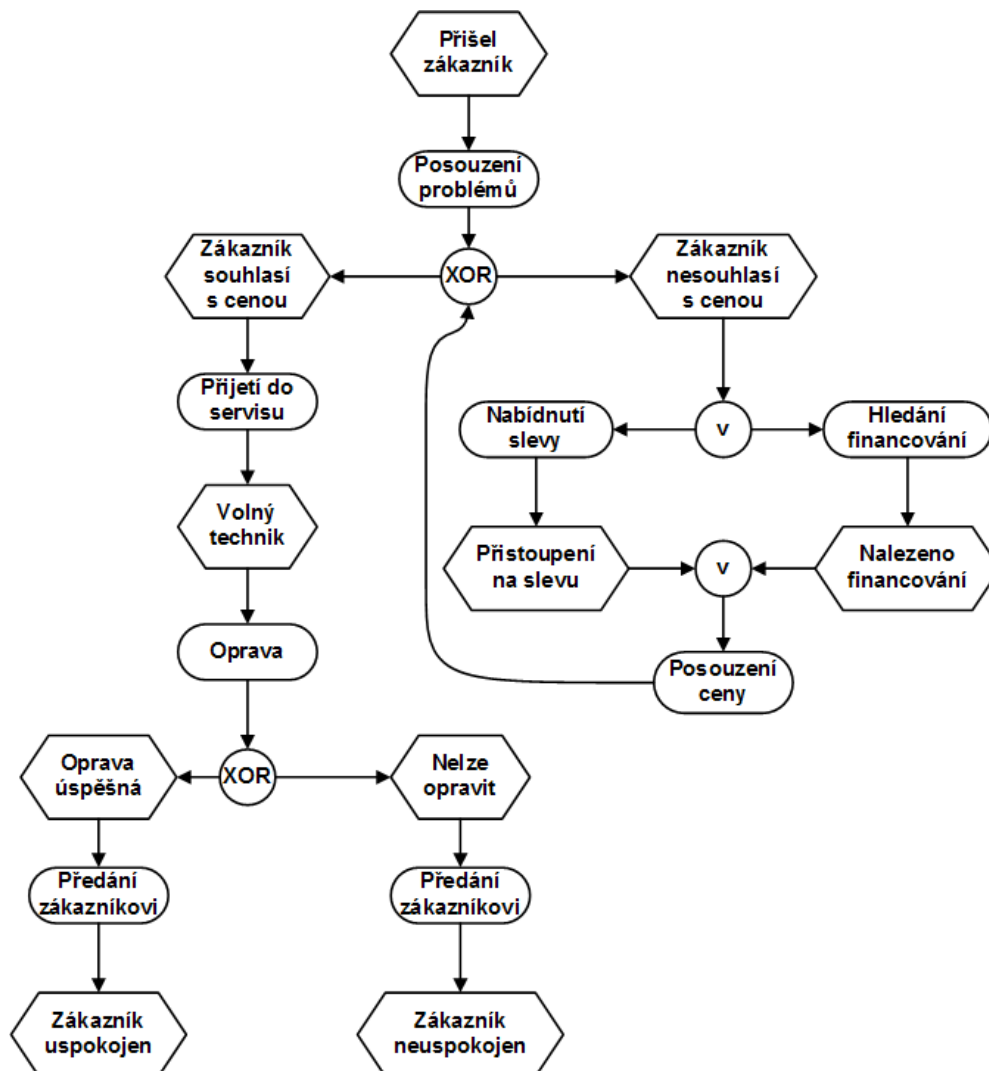 Přišel
zákazník
Posouzení
problémů
Zákazník
souhlasí
s cenou
XOR
Zákazník
nesouhlasí
s cenou
Přijetí do
servisu
Nabídnutí
slevy
v
Hledání
financování
Volný
technik
Přistoupení
na slevu
v
Nalezeno
financování
Oprava
Posouzení
ceny
Oprava
úspěšná
XOR
Nelze
opravit
Předání
zákazníkovi
Předání
zákazníkovi
Zákazník
uspokojen
Zákazník
neuspokojen